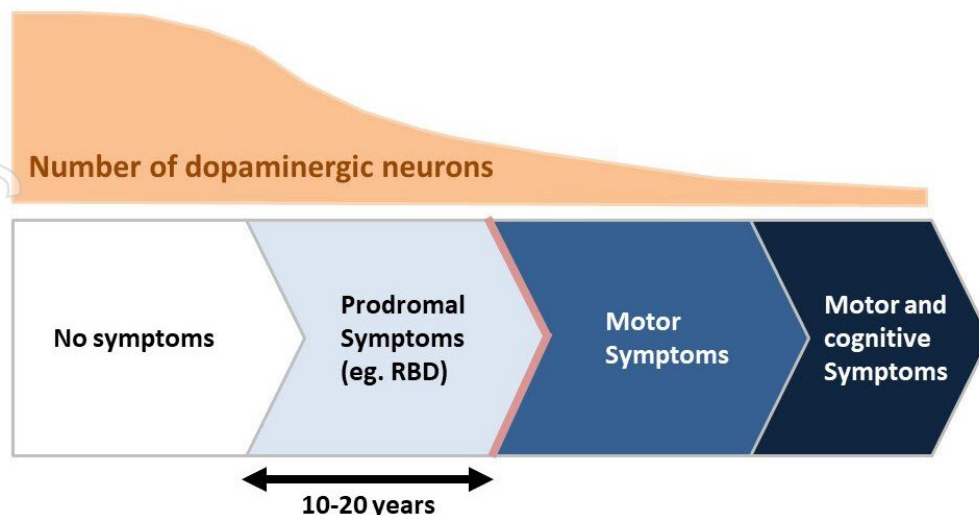 Number of dopaminergic neurons
No symptoms
Prodromal
Symptoms
(eg. RBD)
Motor
Symptoms
Motor and
cognitive
Symptoms
10-20 years